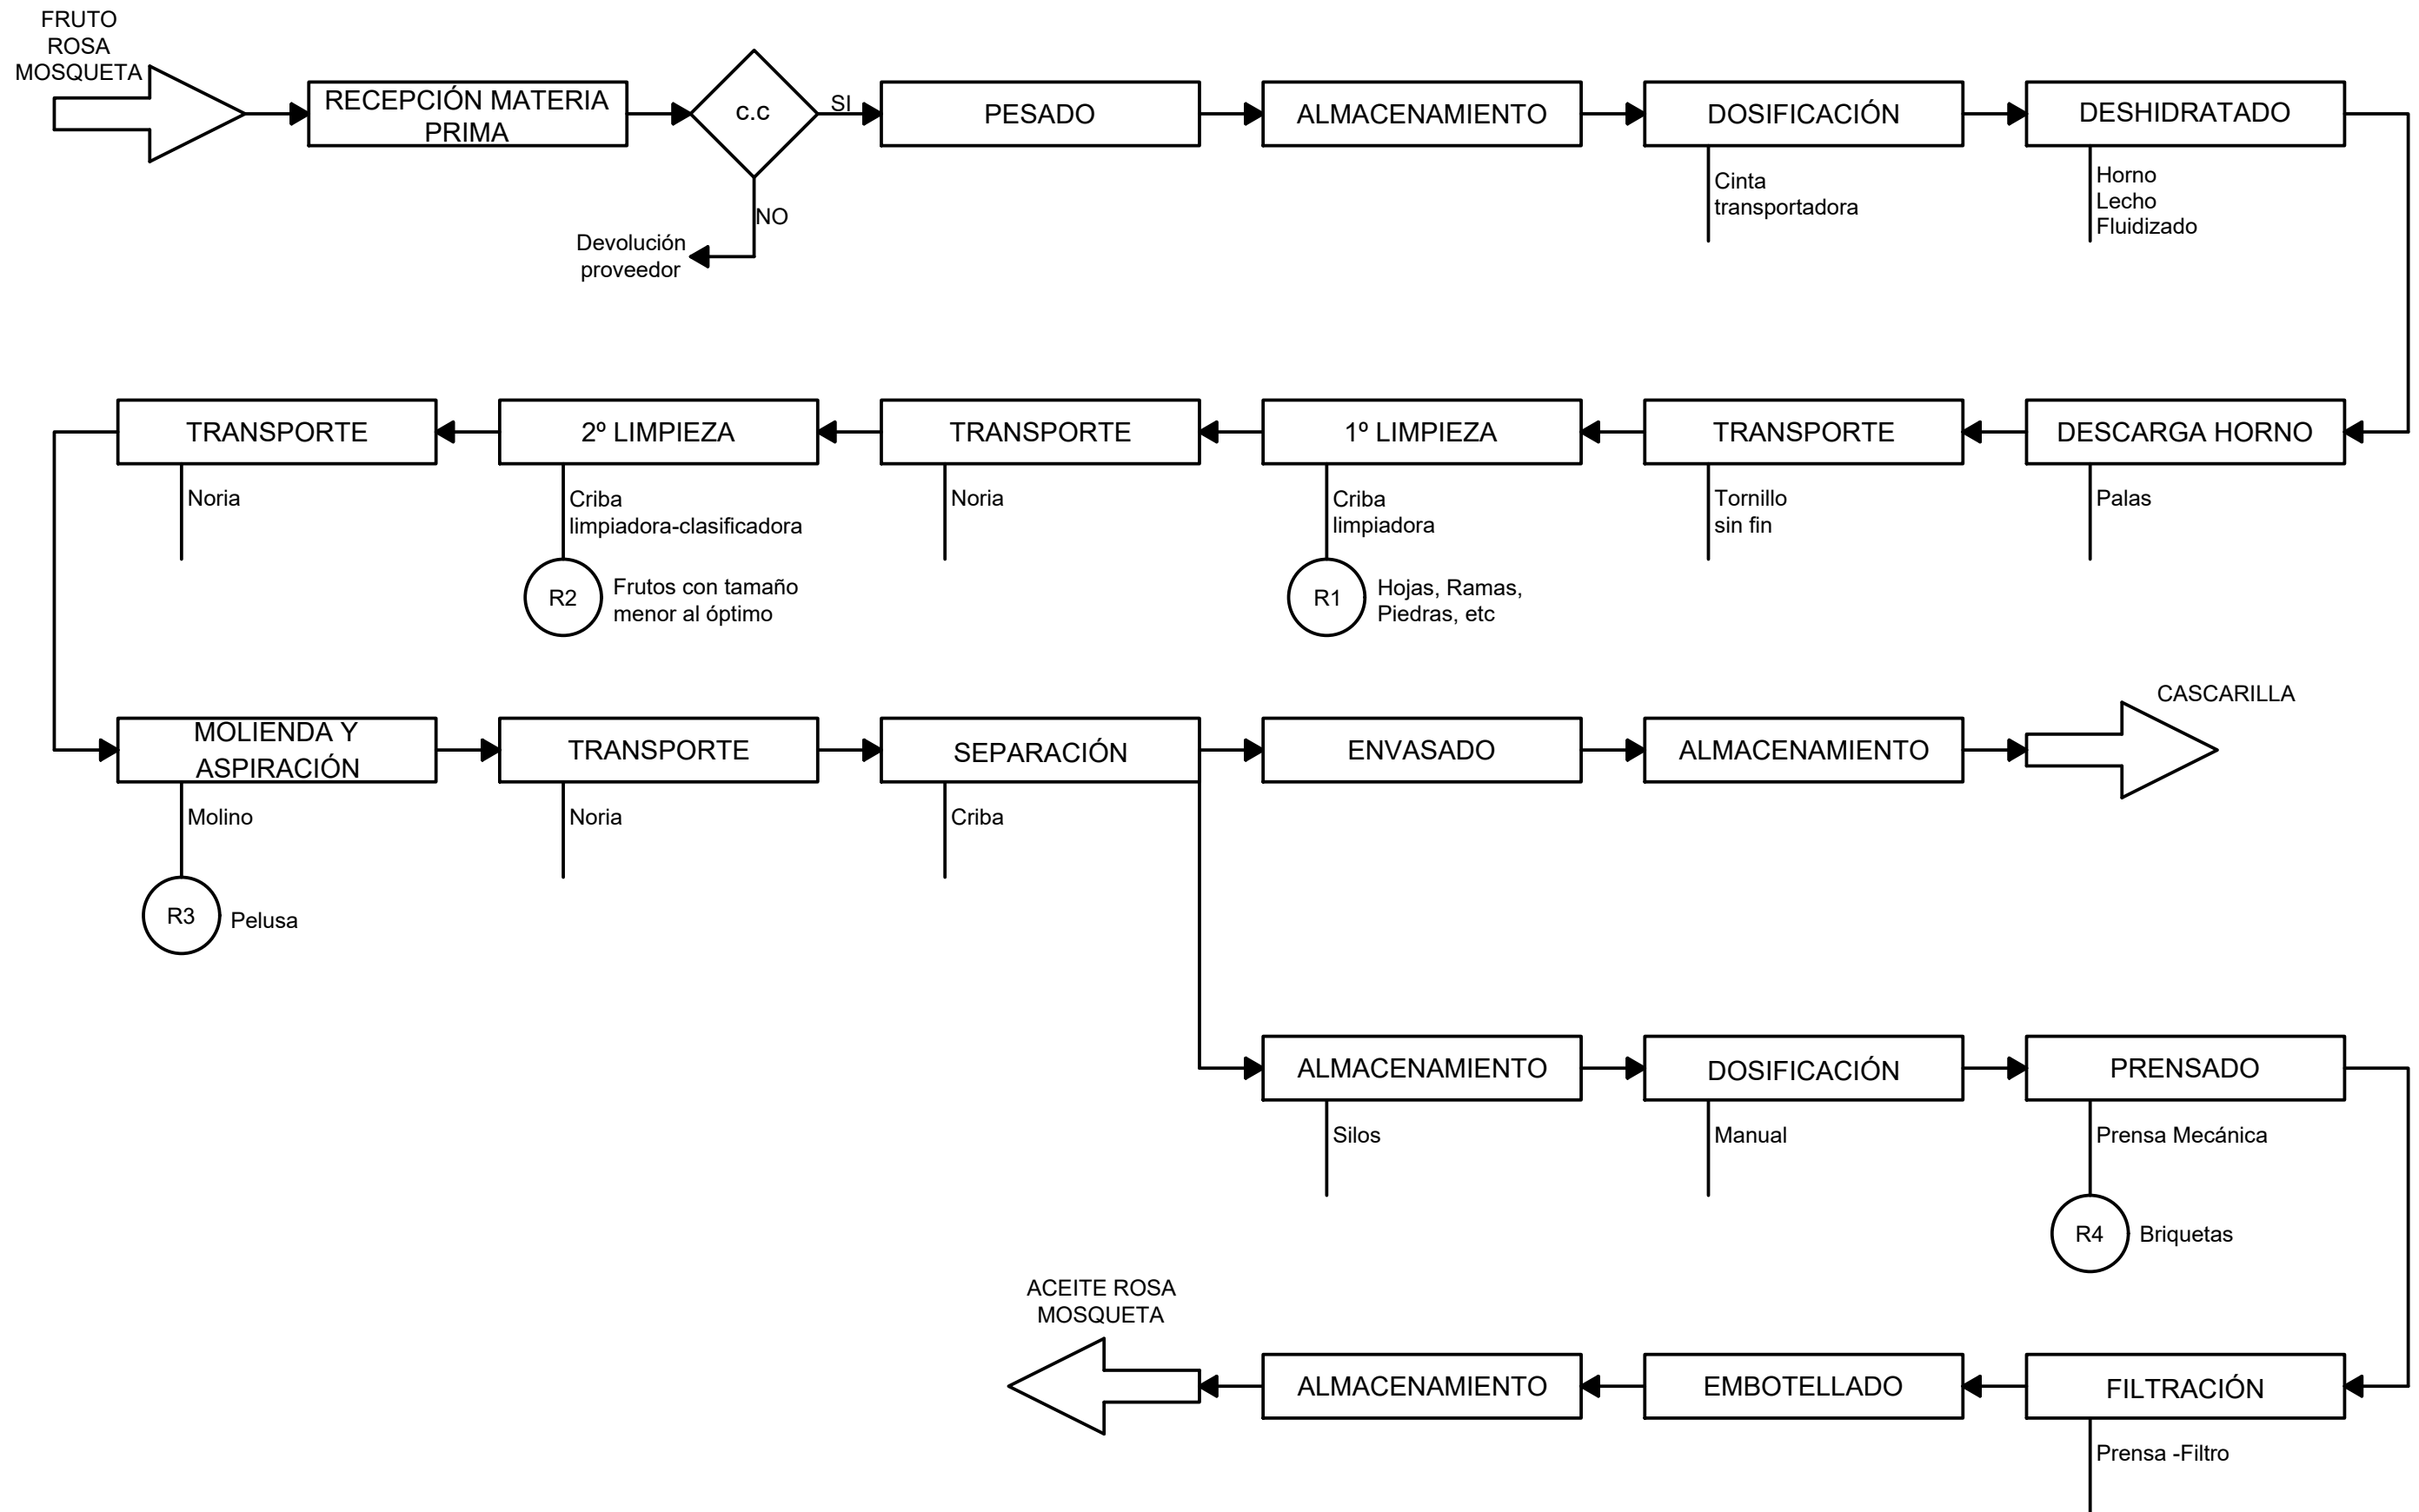 FRUTO
ROSA
MOSQUETA
RECEPCIÓN MATERIA
PRIMA
c.c
SI
NO
Devolución
proveedor
PESADO
ALMACENAMIENTO
DOSIFICACIÓN
Cinta
transportadora
DESHIDRATADO
Horno
Lecho
Fluidizado
DESCARGA HORNO
Palas
TRANSPORTE
Tornillo
sin fin
1º LIMPIEZA
Criba
limpiadora
R1
Hojas, Ramas,
Piedras, etc
TRANSPORTE
Noria
2º LIMPIEZA
Criba
limpiadora-clasificadora
R2
Frutos con tamaño
menor al óptimo
TRANSPORTE
Noria
MOLIENDA Y
ASPIRACIÓN
Molino
R3
Pelusa
TRANSPORTE
Noria
SEPARACIÓN
Criba
ENVASADO
ALMACENAMIENTO
CASCARILLA
ALMACENAMIENTO
Silos
DOSIFICACIÓN
Manual
PRENSADO
Prensa Mecánica
R4
Briquetas
FILTRACIÓN
Prensa -Filtro
EMBOTELLADO
ALMACENAMIENTO
ACEITE ROSA
MOSQUETA